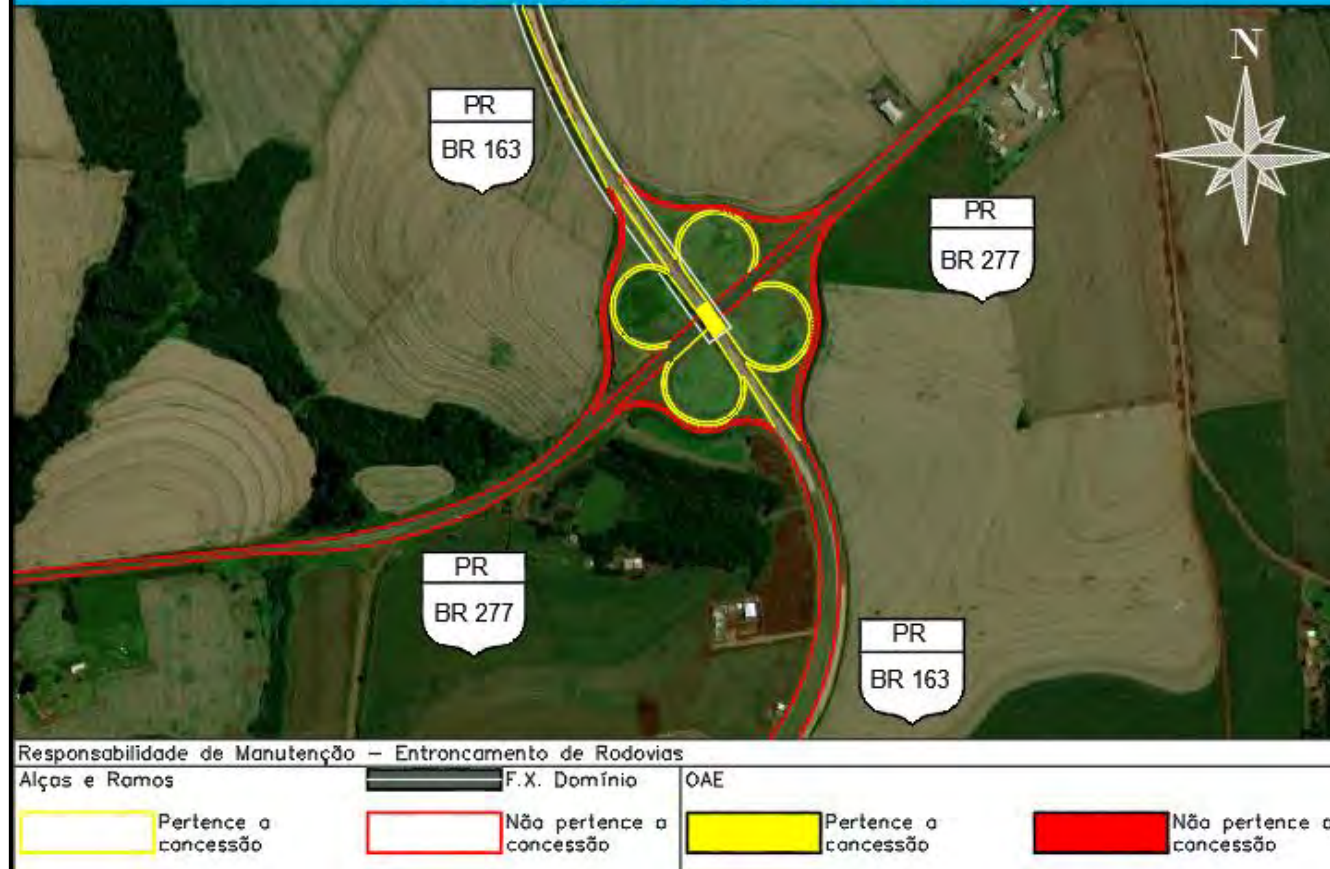 N
PR
BR 163
PR
BR 277
PR
BR 277
PR
BR 163
Responsabilidade de Manutenção – Entroncamento de Rodovias
Alças e Ramos
F.X. Domínio
OAE
Pertence a
concessão
Não pertence a
concessão
Pertence a
concessão
Não pertence a
concessão